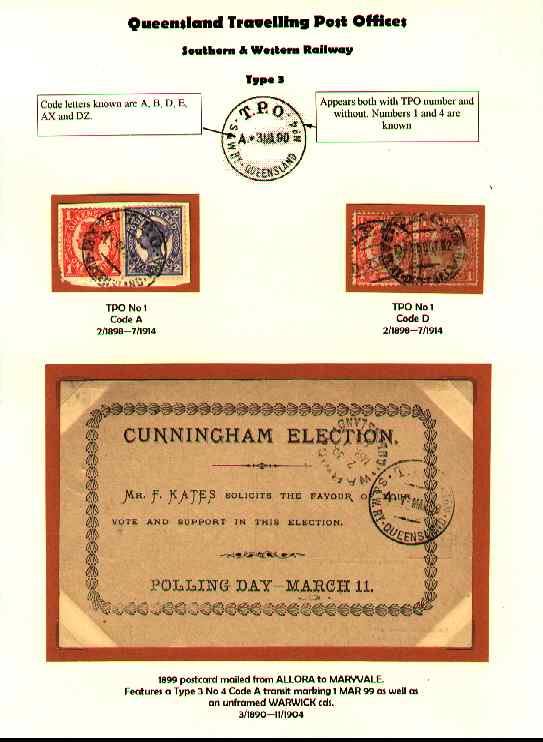 Queensland Travelling Post Offices
Southern & Western Railway
Type 3
Code letters known are A, B, D, E,
AX and DZ.
Appears both with TPO number and
without. Numbers 1 and 4 are
known
T.P.O. Nº4
A.
S.&W.RY. QUEENSLAND
TPO No 1
Code A
2/1898—7/1914
TPO No 1
Code D
2/1898—7/1914
CUNNINGHAM ELECTION.
MR. F. KATES SOLICITS THE FAVOUR OF YOUR
VOTE AND SUPPORT IN THIS ELECTION.
POLLING DAY—MARCH 11.
S.&W.RY. QUEENSLAND
1899 postcard mailed from ALLORA to MARYVALE.
Features a Type 3 No 4 Code A transit marking 1 MAR 99 as well as
an unframed WARWICK cds.
3/1890—11/1904